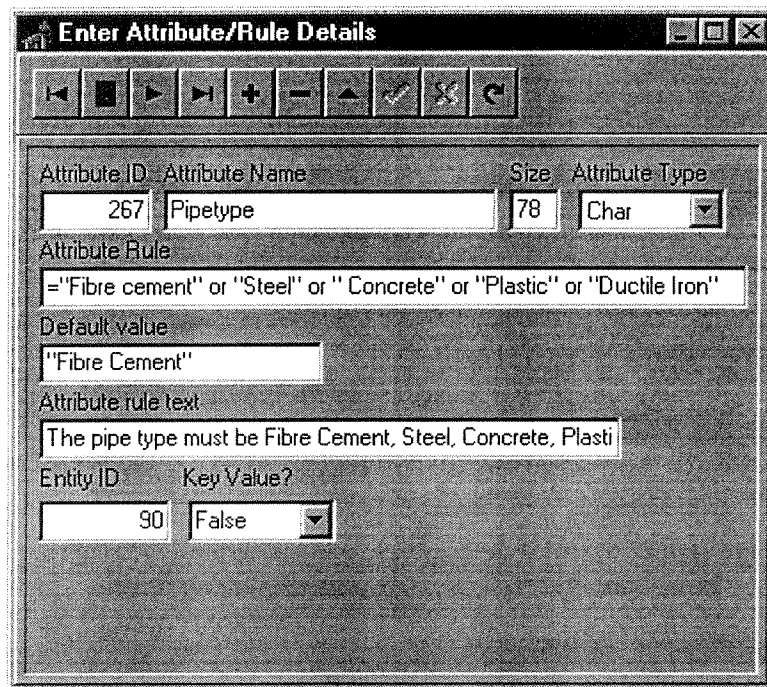 Enter Attribute/Rule Details
Attribute ID Attribute Name Size Attribute Type
267 Pipetype 78 Char
Attribute Rule
="Fibre cement" or "Steel" or " Concrete" or "Plastic" or "Ductile Iron"
Default value
"Fibre Cement"
Attribute rule text
The pipe type must be Fibre Cement, Steel, Concrete, Plasti
Entity ID Key Value?
90 False